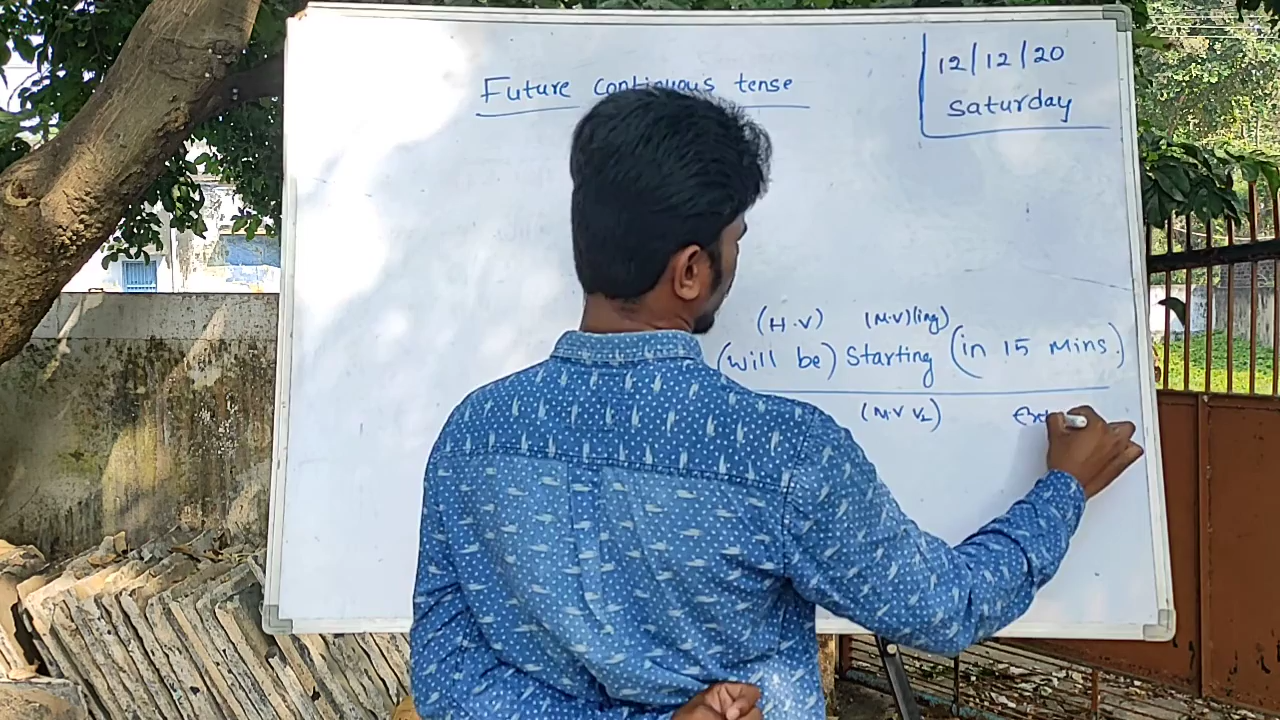 12/12/20
Saturday
Future continuous tense
(H.V) (M.V)(ing)
(will be) Starting (in 15 Mins.)
(M.V V1)